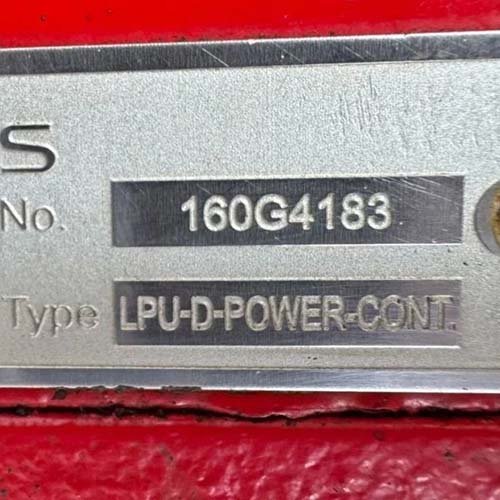 S
No. 160G4183
Type LPU-D-POWER-CONT.